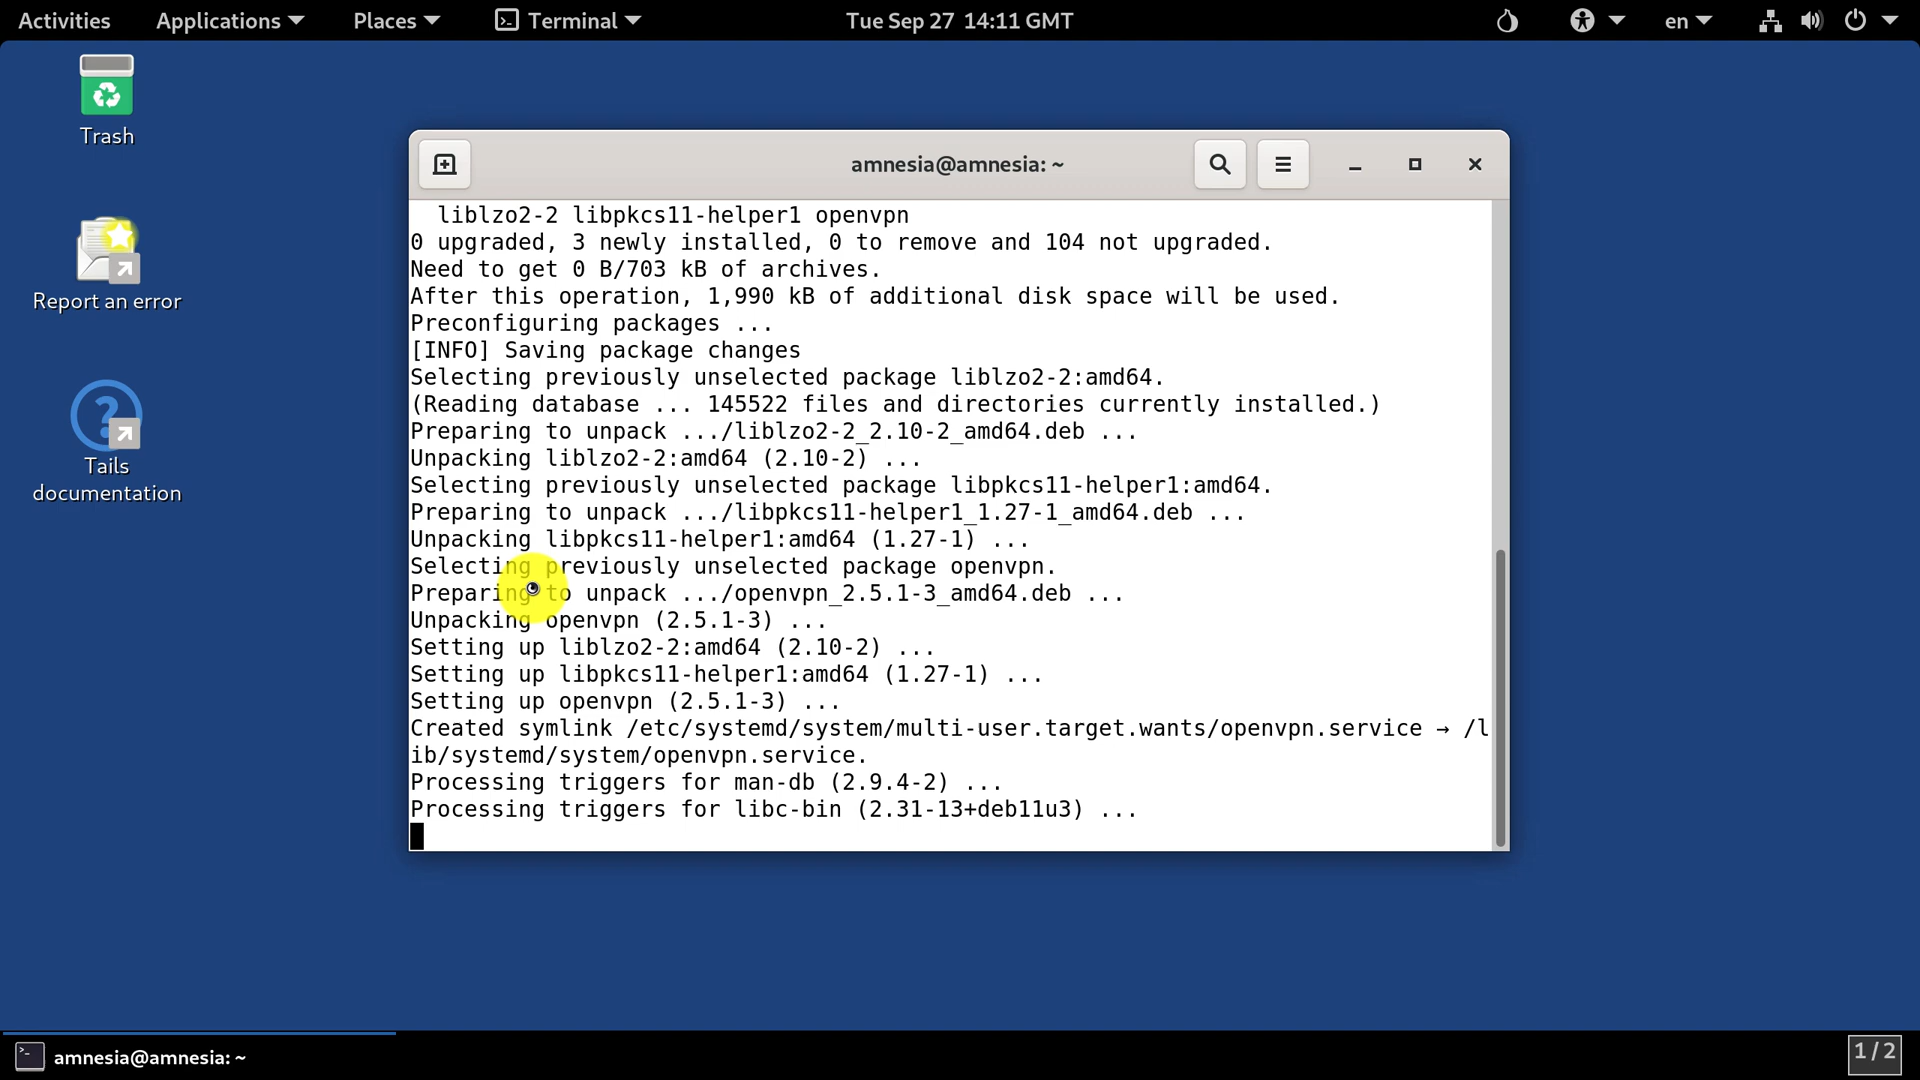 Activities Applications Places Terminal Tue Sep 27 14:11 GMT en
Trash
Report an error
Tails
documentation
amnesia@amnesia: ~
liblzo2-2 libpkcs11-helper1 openvpn
0 upgraded, 3 newly installed, 0 to remove and 104 not upgraded.
Need to get 0 B/703 kB of archives.
After this operation, 1,990 kB of additional disk space will be used.
Preconfiguring packages ...
[INFO] Saving package changes
Selecting previously unselected package liblzo2-2:amd64.
(Reading database ... 145522 files and directories currently installed.)
Preparing to unpack .../liblzo2-2_2.10-2_amd64.deb ...
Unpacking liblzo2-2:amd64 (2.10-2) ...
Selecting previously unselected package libpkcs11-helper1:amd64.
Preparing to unpack .../libpkcs11-helper1_1.27-1_amd64.deb ...
Unpacking libpkcs11-helper1:amd64 (1.27-1) ...
Selecting previously unselected package openvpn.
Preparing to unpack .../openvpn_2.5.1-3_amd64.deb ...
Unpacking openvpn (2.5.1-3) ...
Setting up liblzo2-2:amd64 (2.10-2) ...
Setting up libpkcs11-helper1:amd64 (1.27-1) ...
Setting up openvpn (2.5.1-3) ...
Created symlink /etc/systemd/system/multi-user.target.wants/openvpn.service → /l
ib/systemd/system/openvpn.service.
Processing triggers for man-db (2.9.4-2) ...
Processing triggers for libc-bin (2.31-13+deb11u3) ...
amnesia@amnesia: ~
1/2